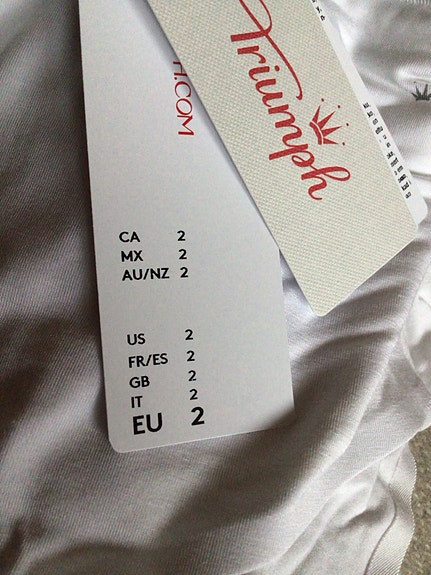 Triumph
H.COM
CA 2
MX 2
AU/NZ 2
US 2
FR/ES 2
GB 2
IT 2
EU 2